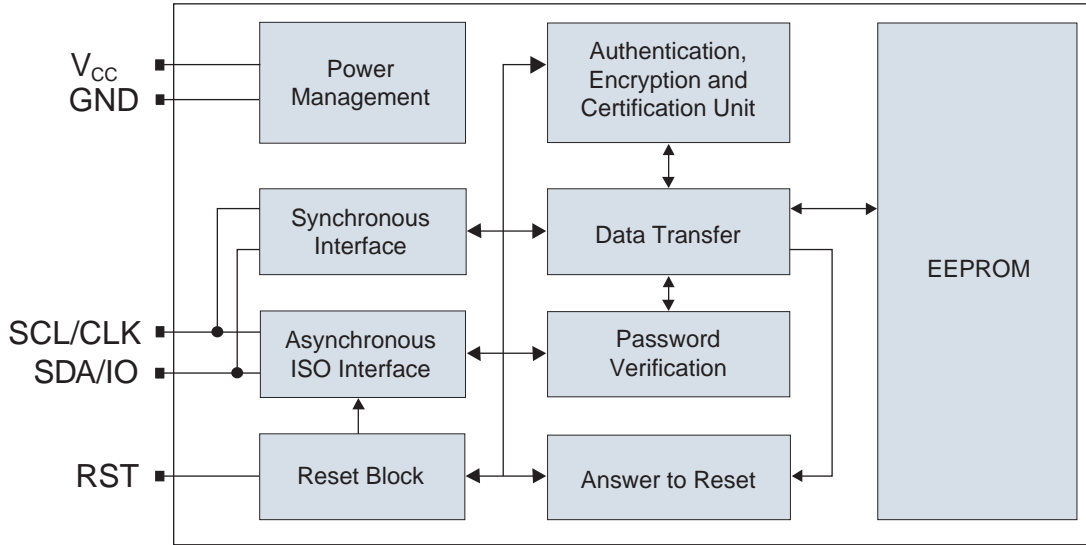 V_CC
GND
Power
Management
Authentication,
Encryption and
Certification Unit
Synchronous
Interface
Data Transfer
EEPROM
SCL/CLK
SDA/IO
Asynchronous
ISO Interface
Password
Verification
RST
Reset Block
Answer to Reset